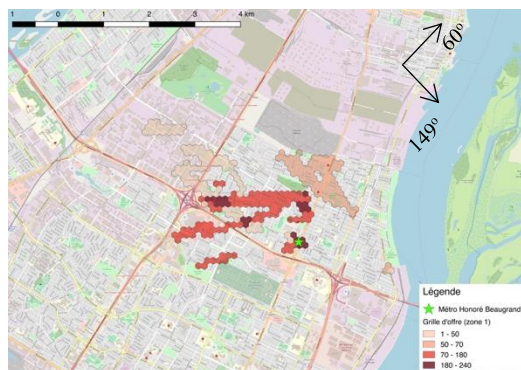 1 0 1 2 3 4 km
60°
149°
Légende
Métro Honoré Beaugrand
Grille d'offre (zone 1)
1 - 50
50 - 70
70 - 180
180 - 240